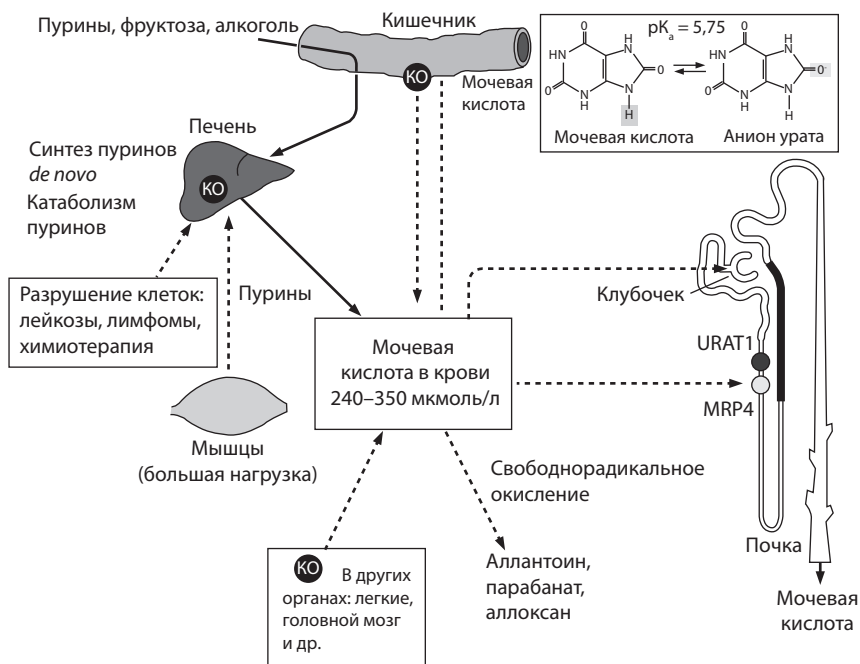 Пурины, фруктоза, алкоголь
Кишечник
КО
Мочевая
кислота
pKa = 5,75
O
H
N
HN
O
O
N
H
N
H
O
H
N
HN
O
O-
N
H
N
H
Мочевая кислота
Анион урата
Печень
Синтез пуринов
de novo
КО
Катаболизм
пуринов
Разрушение клеток:
лейкозы, лимфомы,
химиотерапия
Пурины
Мышцы
(большая нагрузка)
Мочевая
кислота в крови
240–350 мкмоль/л
Клубочек
URAT1
MRP4
Свободнорадикальное
окисление
Аллантоин,
парабанат,
аллоксан
КО В других
органах: легкие,
головной мозг
и др.
Почка
Мочевая
кислота